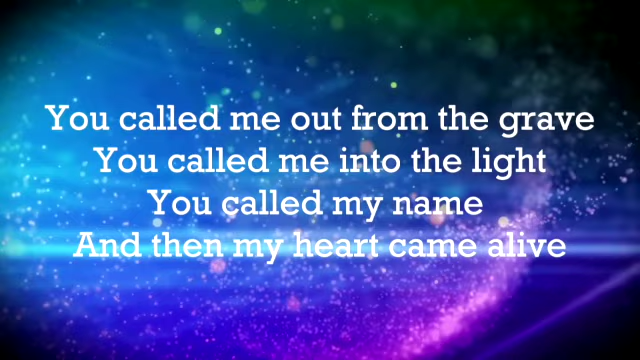 You called me out from the grave
You called me into the light
You called my name
And then my heart came alive